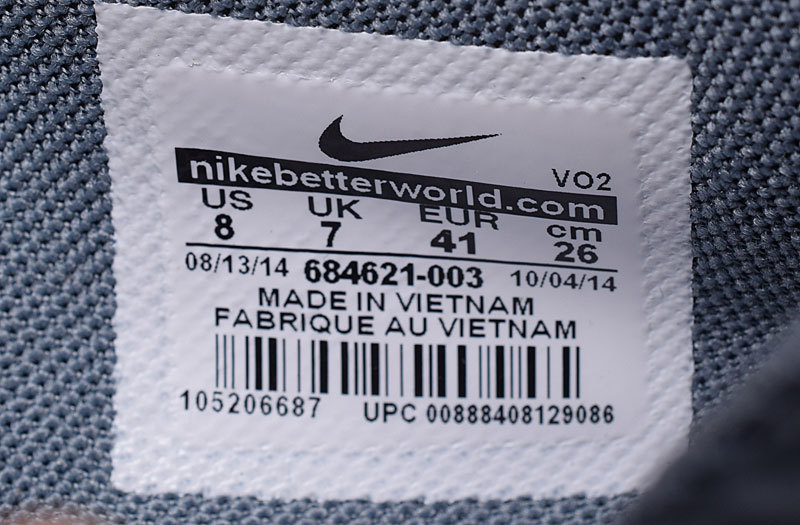 VO2
nikebetterworld.com
US UK EUR cm
8 7 41 26
08/13/14 684621-003 10/04/14
MADE IN VIETNAM
FABRIQUE AU VIETNAM
105206687 UPC 00888408129086